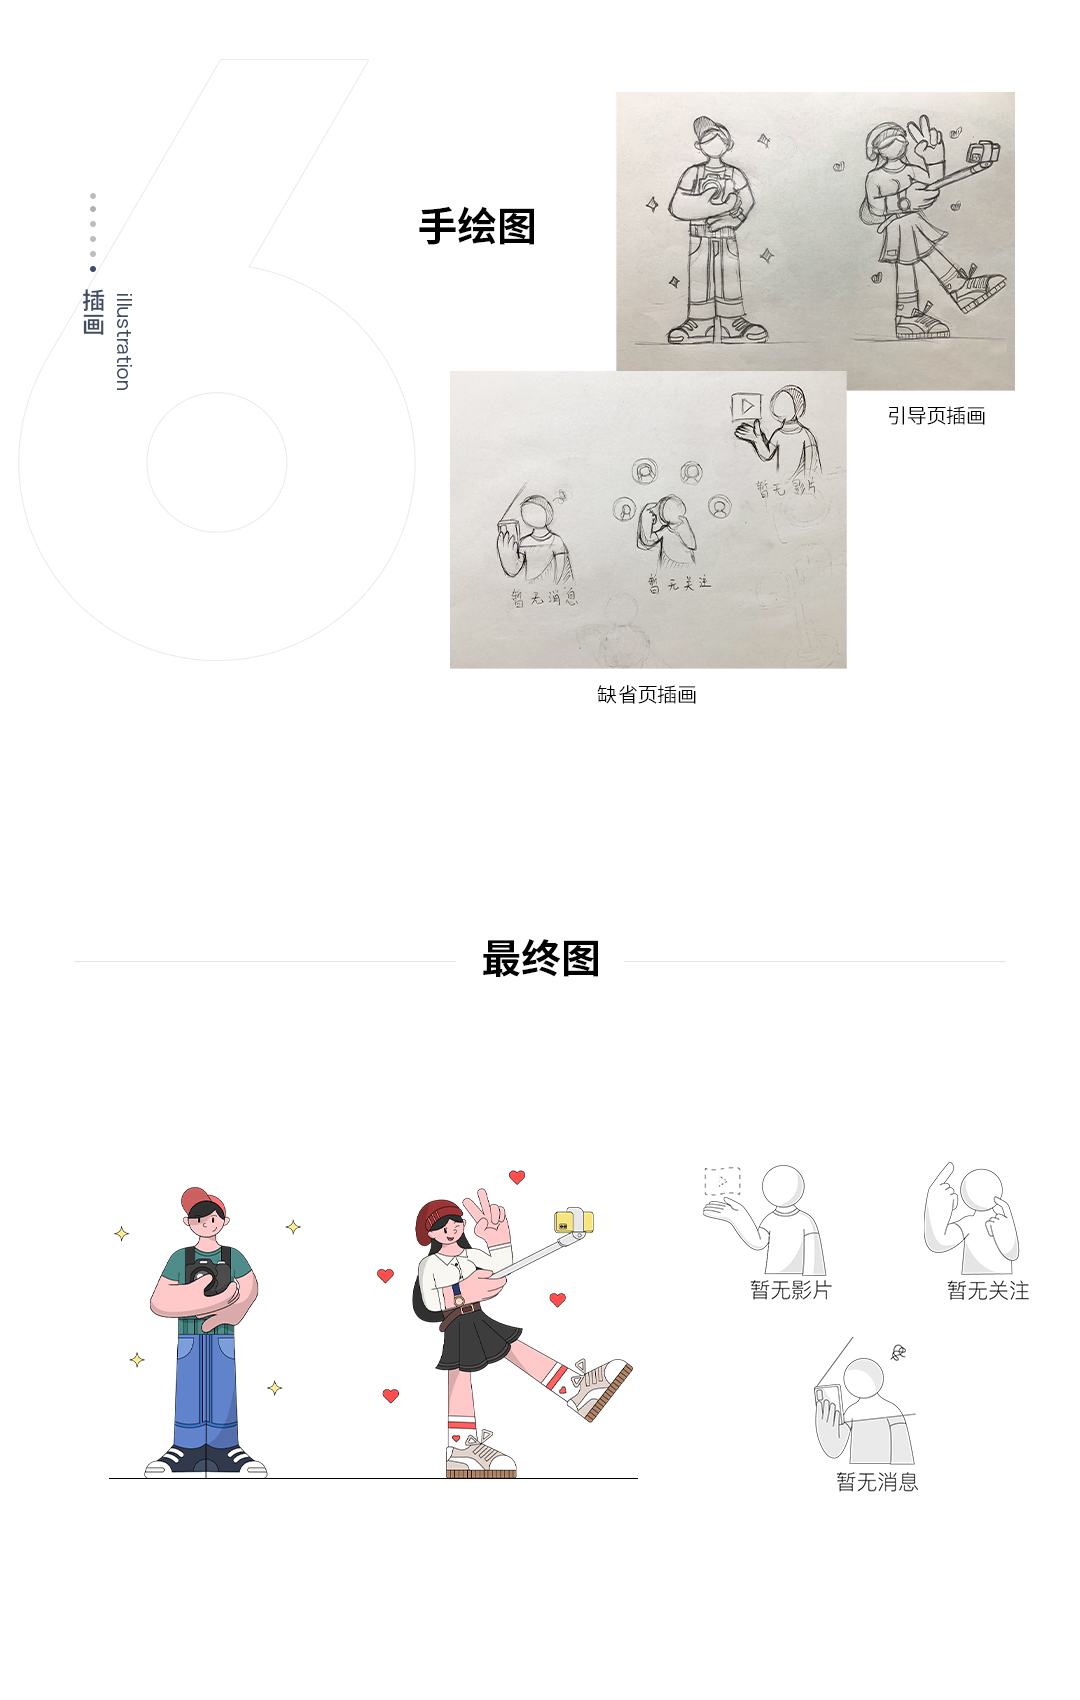 6
插画
illustration
手绘图
引导页插画
暂无影片
暂无关注
暂无消息
缺省页插画
最终图
暂无影片
暂无关注
暂无消息